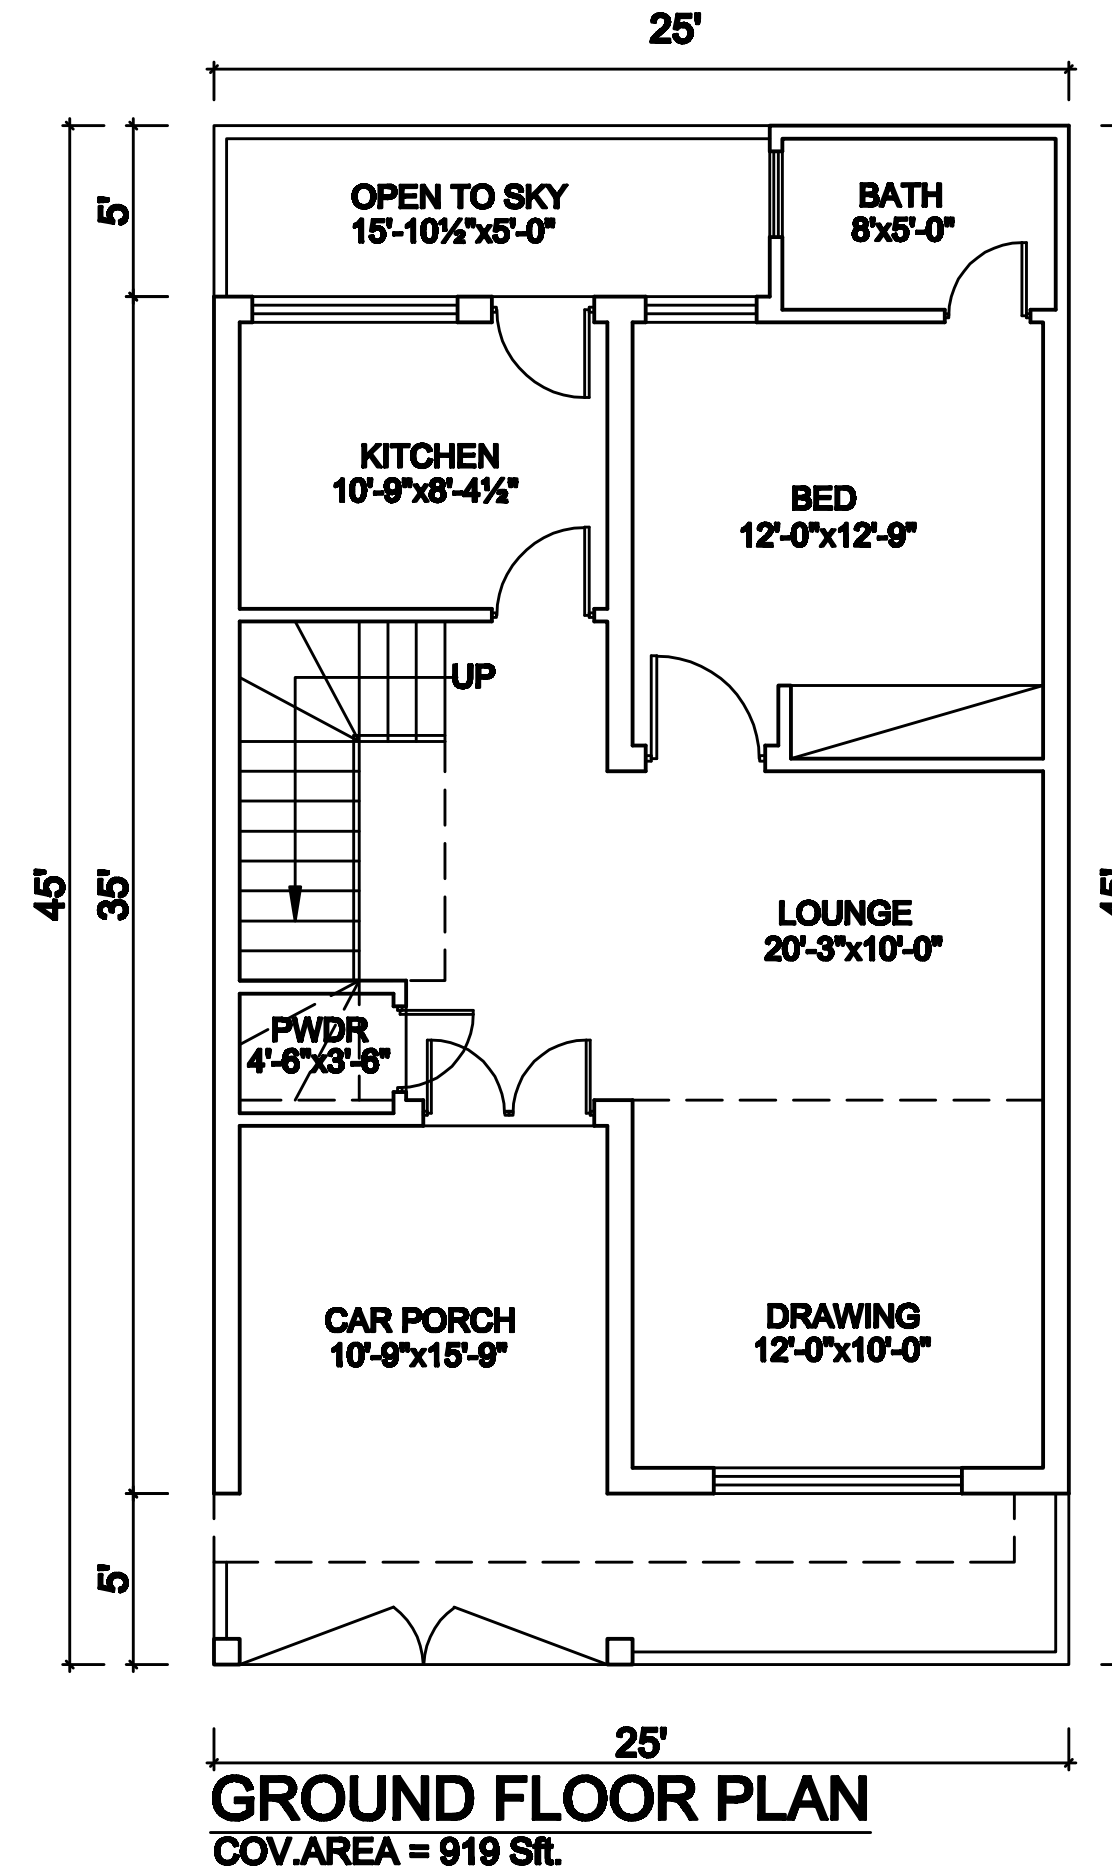 25'
5'
OPEN TO SKY
15'-10½"x5'-0"
BATH
8'x5'-0"
KITCHEN
10'-9"x8'-4½"
BED
12'-0"x12'-9"
UP
45'
35'
LOUNGE
20'-3"x10'-0"
45'
PWDR
4'-6"x3'-6"
CAR PORCH
10'-9"x15'-9"
DRAWING
12'-0"x10'-0"
5'
25'
GROUND FLOOR PLAN
COV.AREA = 919 Sft.